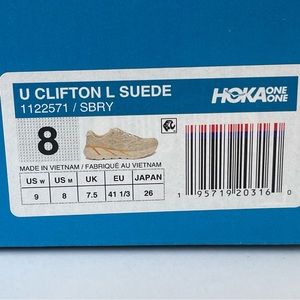 U CLIFTON L SUEDE
1122571 / SBRY
HOKA ONE ONE
8
MADE IN VIETNAM / FABRIQUÉ AU VIETNAM
US W US M UK EU JAPAN
9 8 7.5 41 1/3 26
1 95719 20316 0